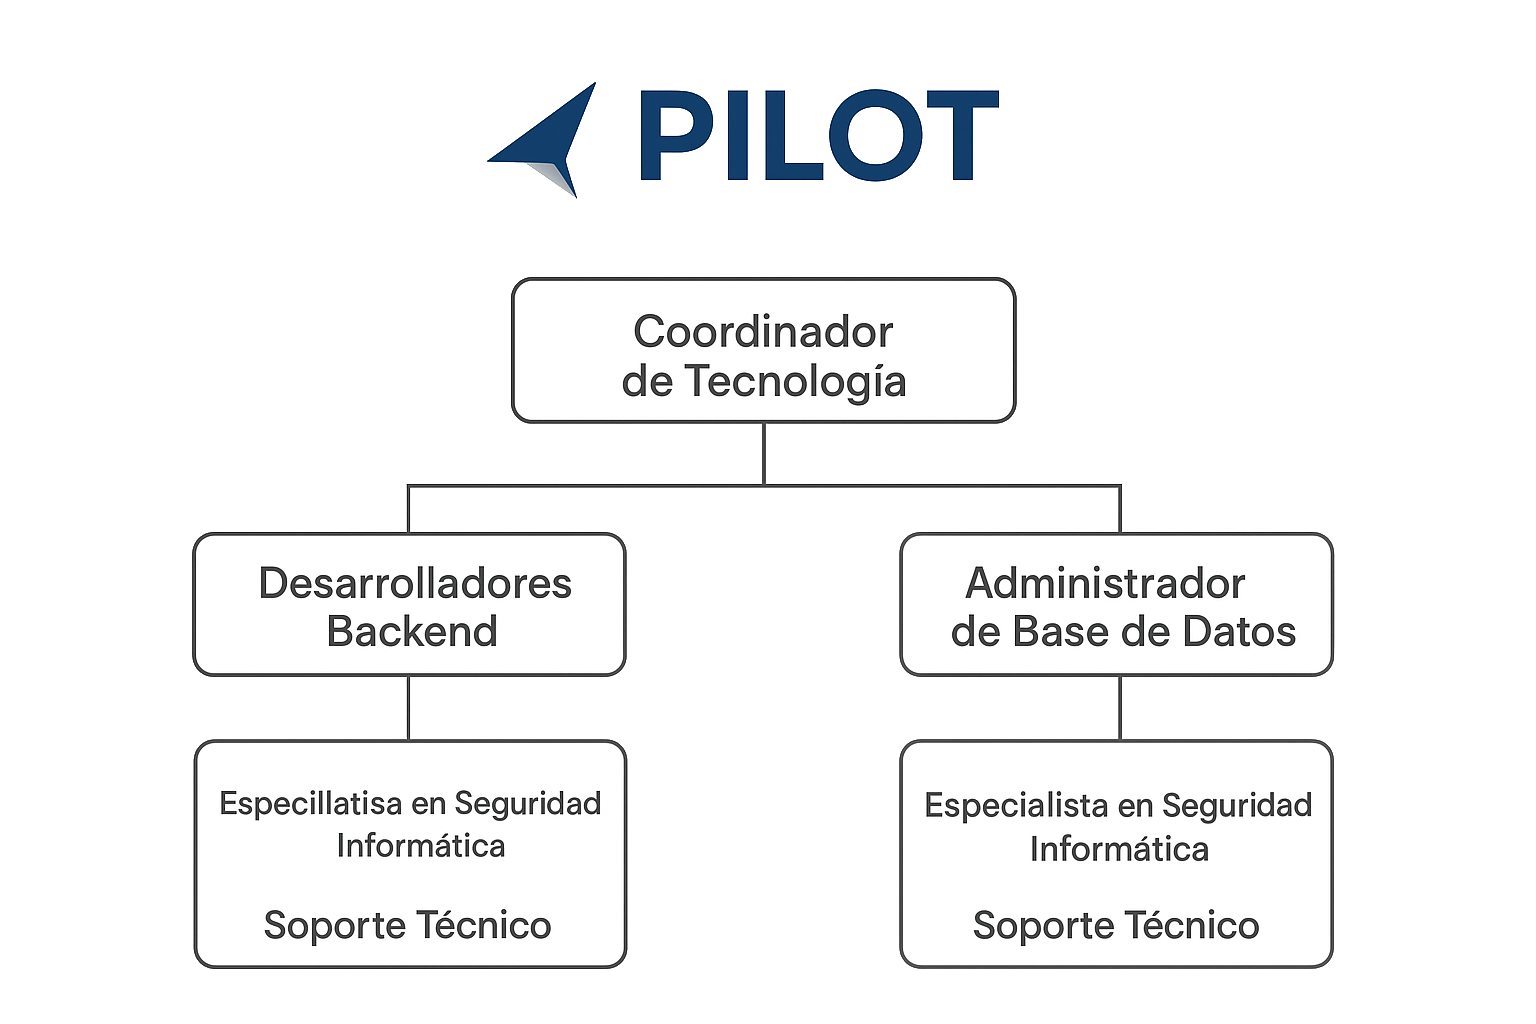 PILOT
Coordinador
de Tecnología
Desarrolladores
Backend
Administrador
de Base de Datos
Especillatisa en Seguridad
Informática
Soporte Técnico
Especialista en Seguridad
Informática
Soporte Técnico